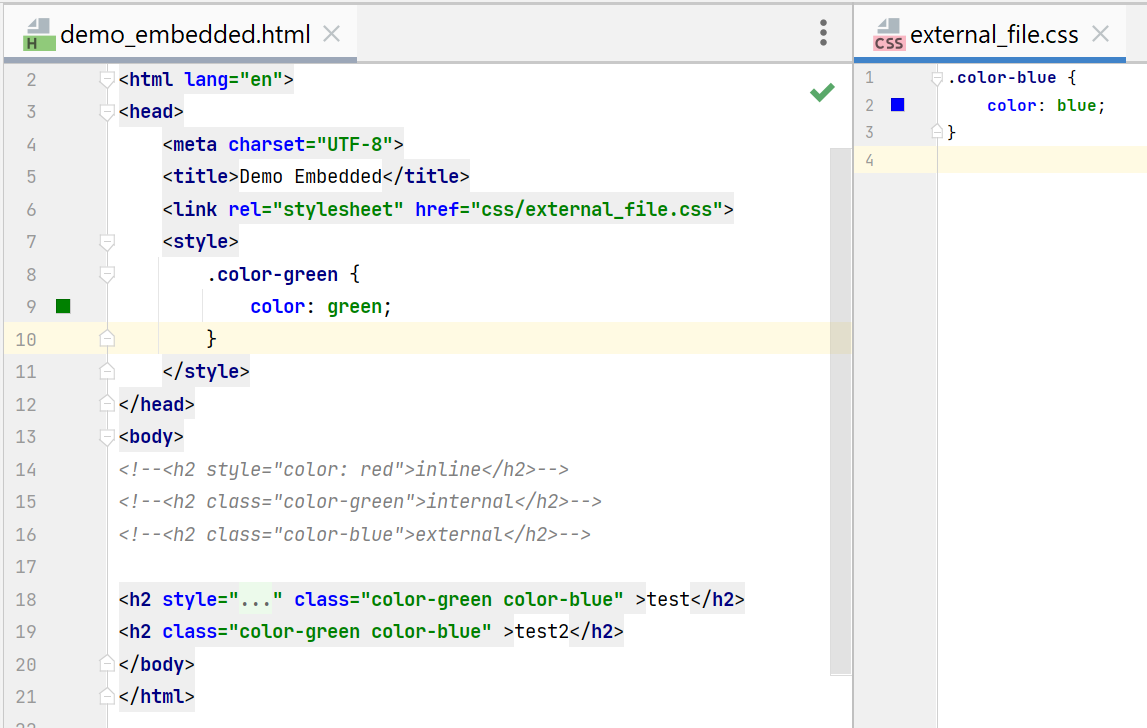 demo_embedded.html
2 <html lang="en">
3 <head>
4     <meta charset="UTF-8">
5     <title>Demo Embedded</title>
6     <link rel="stylesheet" href="css/external_file.css">
7     <style>
8         .color-green {
9             color: green;
10         }
11     </style>
12 </head>
13 <body>
14 <!--<h2 style="color: red">inline</h2>-->
15 <!--<h2 class="color-green">internal</h2>-->
16 <!--<h2 class="color-blue">external</h2>-->
17
18 <h2 style="..." class="color-green color-blue" >test</h2>
19 <h2 class="color-green color-blue" >test2</h2>
20 </body>
21 </html>
H
CSS external_file.css
1 .color-blue {
2     color: blue;
3 }
4